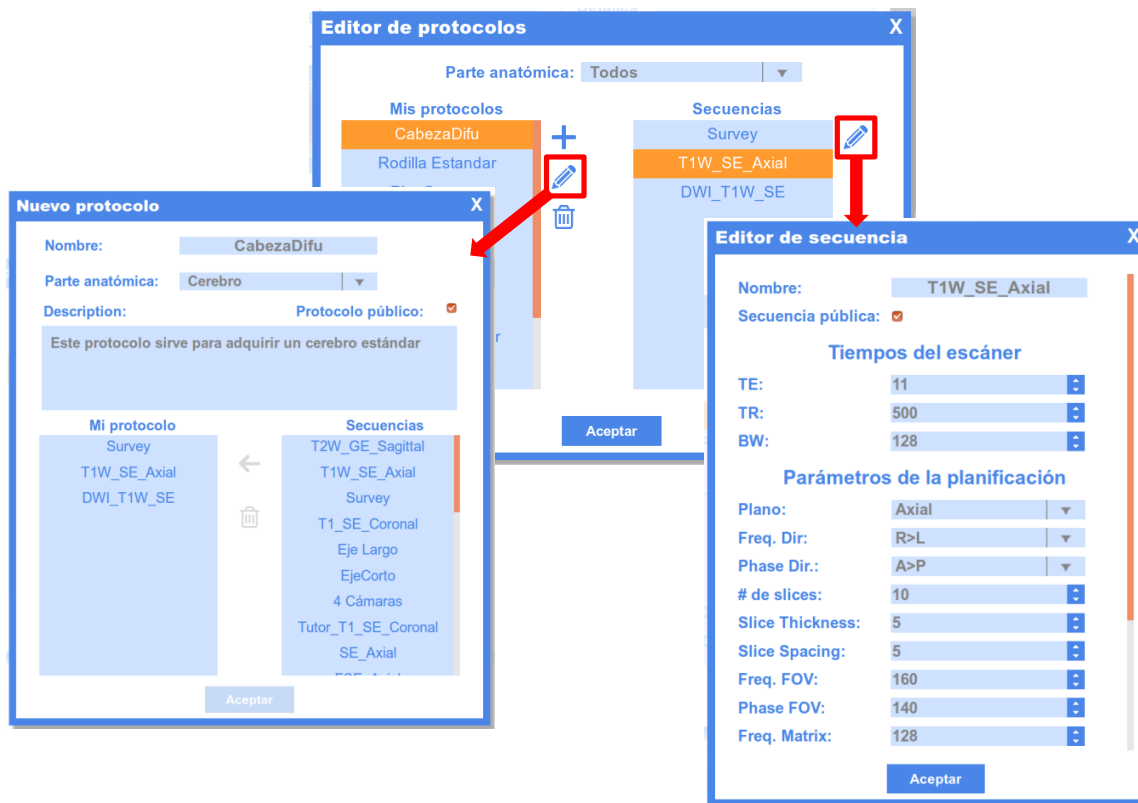 Editor de protocolos X
Parte anatómica: Todos
Mis protocolos
CabezaDifu
Rodilla Estandar
Secuencias
Survey
T1W_SE_Axial
DWI_T1W_SE
Aceptar
Nuevo protocolo X
Nombre: CabezaDifu
Parte anatómica: Cerebro
Description: Protocolo público:
Este protocolo sirve para adquirir un cerebro estándar
Mi protocolo
Survey
T1W_SE_Axial
DWI_T1W_SE
Secuencias
T2W_GE_Sagittal
T1W_SE_Axial
Survey
T1_SE_Coronal
Eje Largo
EjeCorto
4 Cámaras
Tutor_T1_SE_Coronal
SE_Axial
Aceptar
Editor de secuencia X
Nombre: T1W_SE_Axial
Secuencia pública:
Tiempos del escáner
TE: 11
TR: 500
BW: 128
Parámetros de la planificación
Plano: Axial
Freq. Dir: R>L
Phase Dir.: A>P
# de slices: 10
Slice Thickness: 5
Slice Spacing: 5
Freq. FOV: 160
Phase FOV: 140
Freq. Matrix: 128
Aceptar